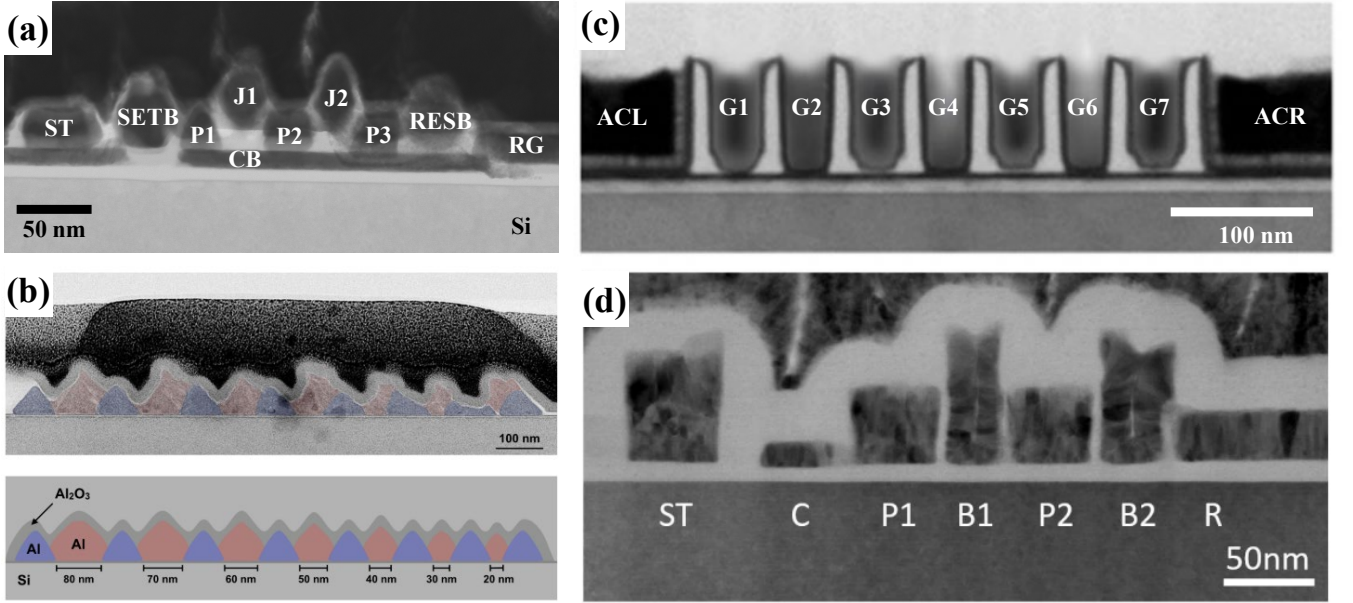 (a)
J1 J2
ST SETB P1 P2 P3 RESB RG
CB
50 nm
Si
(b)
100 nm
Al₂O₃
Al Al
Si
80 nm 70 nm 60 nm 50 nm 40 nm 30 nm 20 nm
(c)
ACL G1 G2 G3 G4 G5 G6 G7 ACR
100 nm
(d)
ST C P1 B1 P2 B2 R
50nm